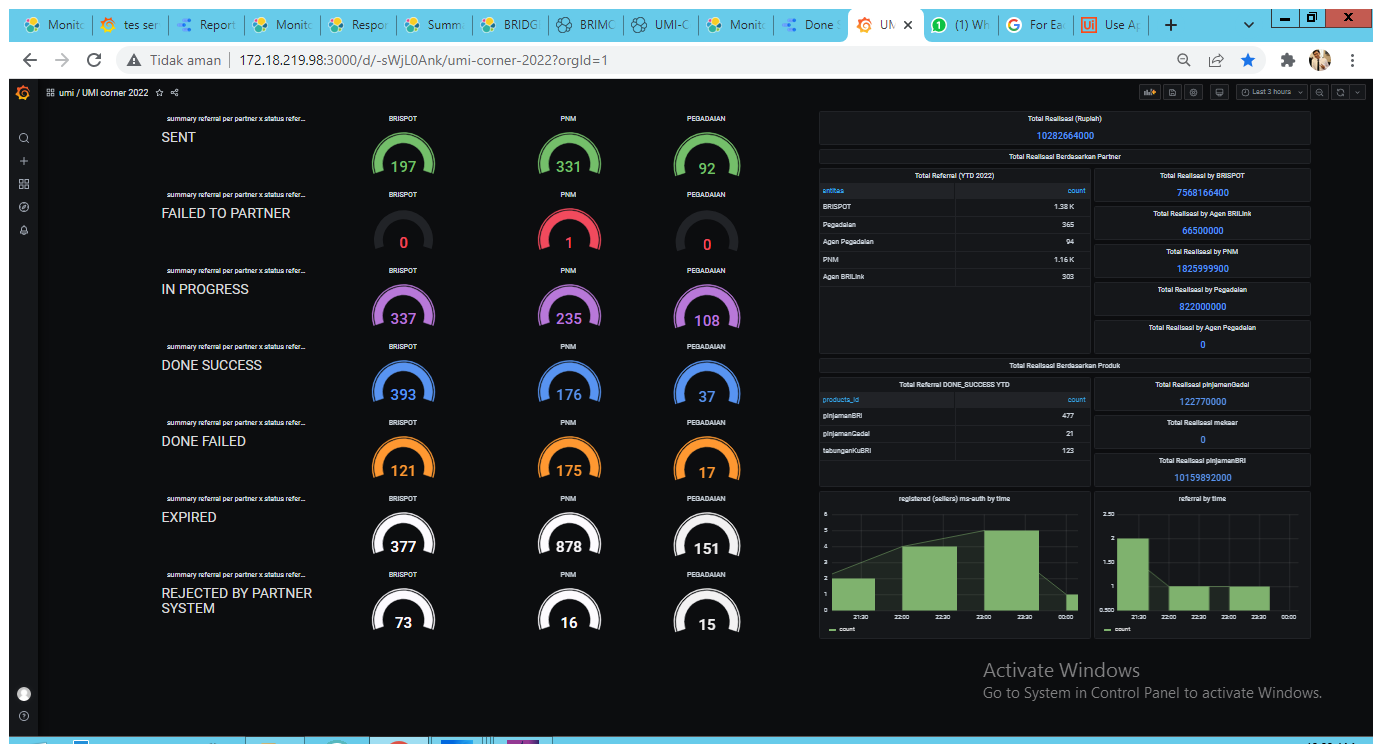 Monito
tes ser
Report
Monito
Respor
Summa
BRIDG
BRIMO
UMI-C
Monito
Done S
UM
(1) Wh
For Ea
Use Ap
Tidak aman
172.18.219.98:3000/d/-sWjL0Ank/umi-corner-2022?orgId=1
umi / UMI corner 2022
Last 3 hours
summary referral per partner x status refer...
SENT
BRISPOT
197
PNM
331
PEGADAIAN
92
summary referral per partner x status refer...
FAILED TO PARTNER
BRISPOT
0
PNM
1
PEGADAIAN
0
summary referral per partner x status refer...
IN PROGRESS
BRISPOT
337
PNM
235
PEGADAIAN
108
summary referral per partner x status refer...
DONE SUCCESS
BRISPOT
393
PNM
176
PEGADAIAN
37
summary referral per partner x status refer...
DONE FAILED
BRISPOT
121
PNM
175
PEGADAIAN
17
summary referral per partner x status refer...
EXPIRED
BRISPOT
377
PNM
878
PEGADAIAN
151
summary referral per partner x status refer...
REJECTED BY PARTNER
SYSTEM
BRISPOT
73
PNM
16
PEGADAIAN
15
Total Realisasi (Rupiah)
10282664000
Total Realisasi Berdasarkan Partner
Total Referral (YTD 2022)
entitas count
BRISPOT 1.38 K
Pegadaian 365
Agen Pegadaian 94
PNM 1.16 K
Agen BRILink 303
Total Realisasi by BRISPOT
7568166400
Total Realisasi by Agen BRILink
66500000
Total Realisasi by PNM
1825999900
Total Realisasi by Pegadaian
822000000
Total Realisasi by Agen Pegadaian
0
Total Realisasi Berdasarkan Produk
Total Referral DONE_SUCCESS YTD
products_id count
pinjamanBRI 477
pinjamanGadai 21
tabunganKuBRI 123
Total Realisasi pinjamanGadai
122770000
Total Realisasi mekaar
0
Total Realisasi pinjamanBRI
10159892000
registered (sellers) ms-auth by time
6
5
4
3
2
1
0
21:30 22:00 22:30 23:00 23:30 00:00
count
referral by time
2.50
2
1.50
1
0.500
21:30 22:00 22:30 23:00 23:30 00:00
count
Activate Windows
Go to System in Control Panel to activate Windows.